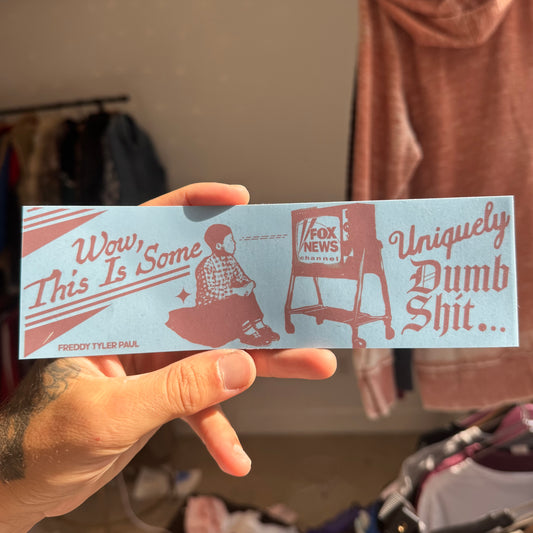 Wow,
This Is Some
FREDDY TYLER PAUL
FOX
NEWS
channel
Uniquely
Dumb
Shit...